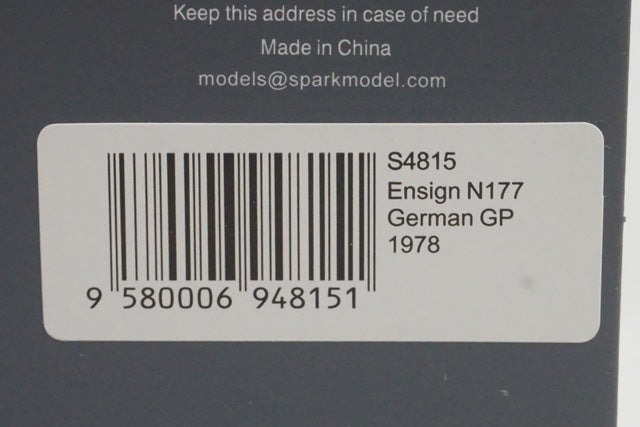 Keep this address in case of need
Made in China
models@sparkmodel.com
S4815
Ensign N177
German GP
1978
9 580006 948151